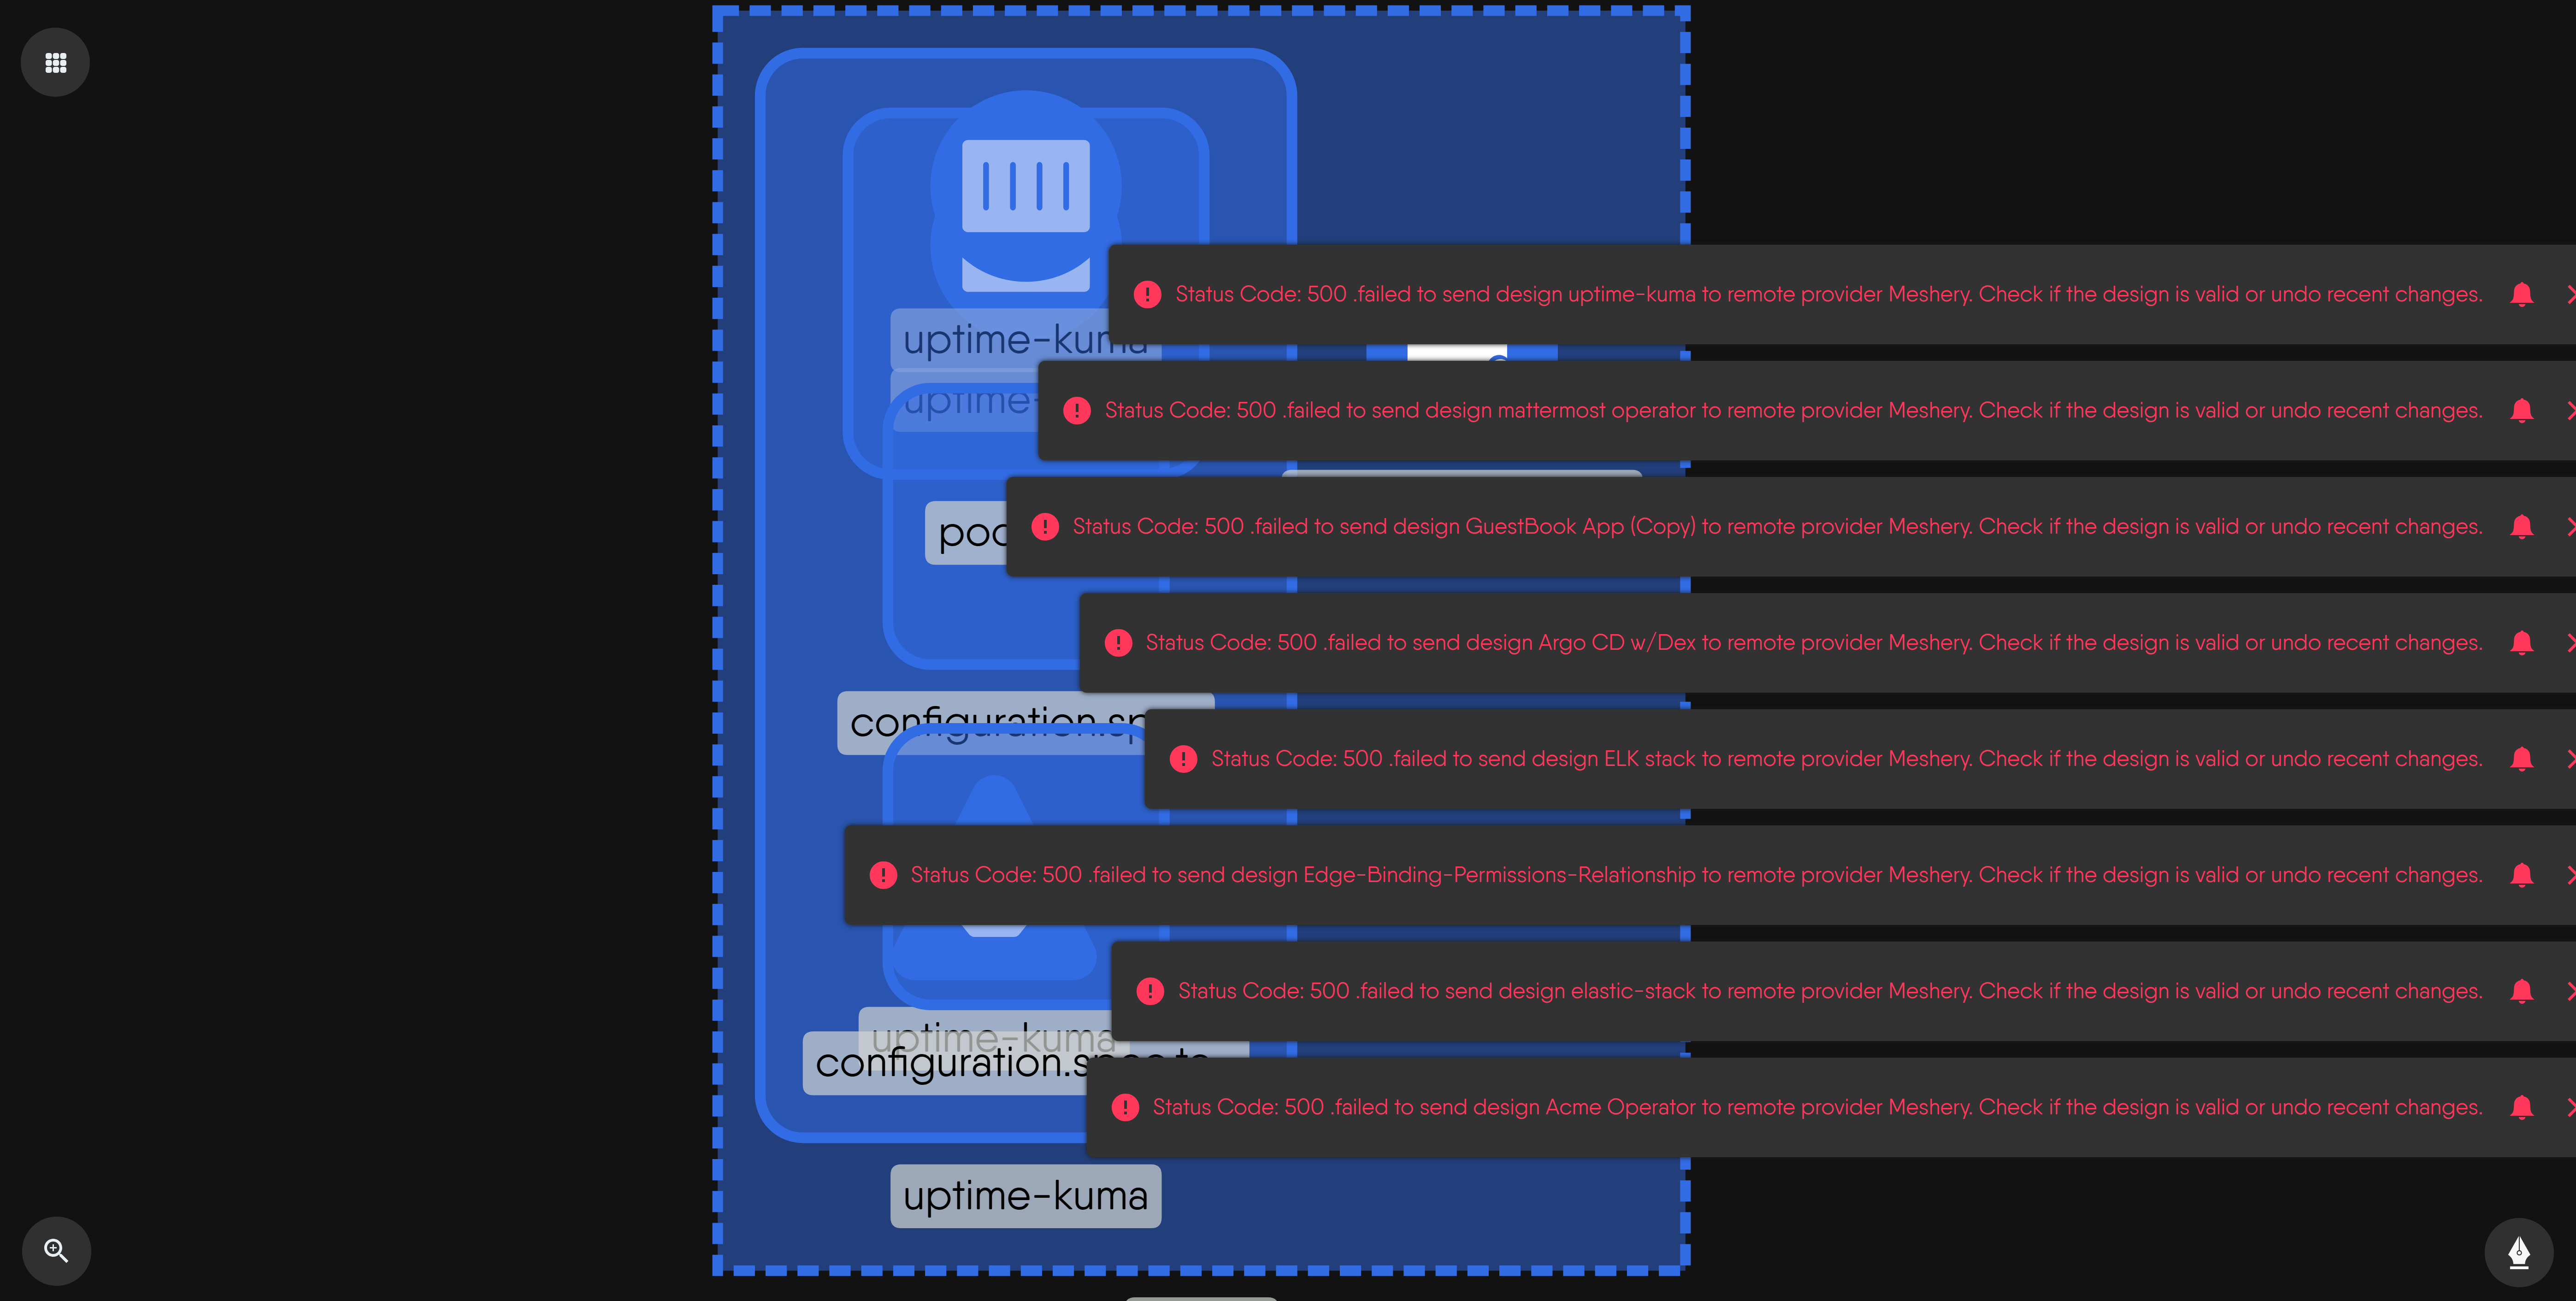 Status Code: 500 .failed to send design uptime-kuma to remote provider Meshery. Check if the design is valid or undo recent changes.
uptime-kuma
Status Code: 500 .failed to send design mattermost operator to remote provider Meshery. Check if the design is valid or undo recent changes.
Status Code: 500 .failed to send design GuestBook App (Copy) to remote provider Meshery. Check if the design is valid or undo recent changes.
Status Code: 500 .failed to send design Argo CD w/Dex to remote provider Meshery. Check if the design is valid or undo recent changes.
Status Code: 500 .failed to send design ELK stack to remote provider Meshery. Check if the design is valid or undo recent changes.
Status Code: 500 .failed to send design Edge-Binding-Permissions-Relationship to remote provider Meshery. Check if the design is valid or undo recent changes.
Status Code: 500 .failed to send design elastic-stack to remote provider Meshery. Check if the design is valid or undo recent changes.
uptime-kuma
Status Code: 500 .failed to send design Acme Operator to remote provider Meshery. Check if the design is valid or undo recent changes.
uptime-kuma